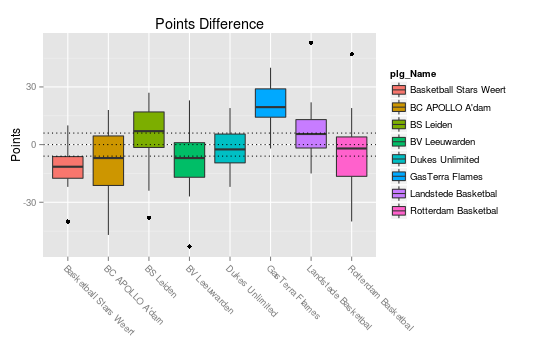 Points Difference
Points
30
0
-30
Basketball Stars Weert
BC APOLLO A'dam
BS Leiden
BV Leeuwarden
Dukes Unlimited
GasTerra Flames
Landstede Basketbal
Rotterdam Basketbal
plg_Name
Basketball Stars Weert
BC APOLLO A'dam
BS Leiden
BV Leeuwarden
Dukes Unlimited
GasTerra Flames
Landstede Basketbal
Rotterdam Basketbal